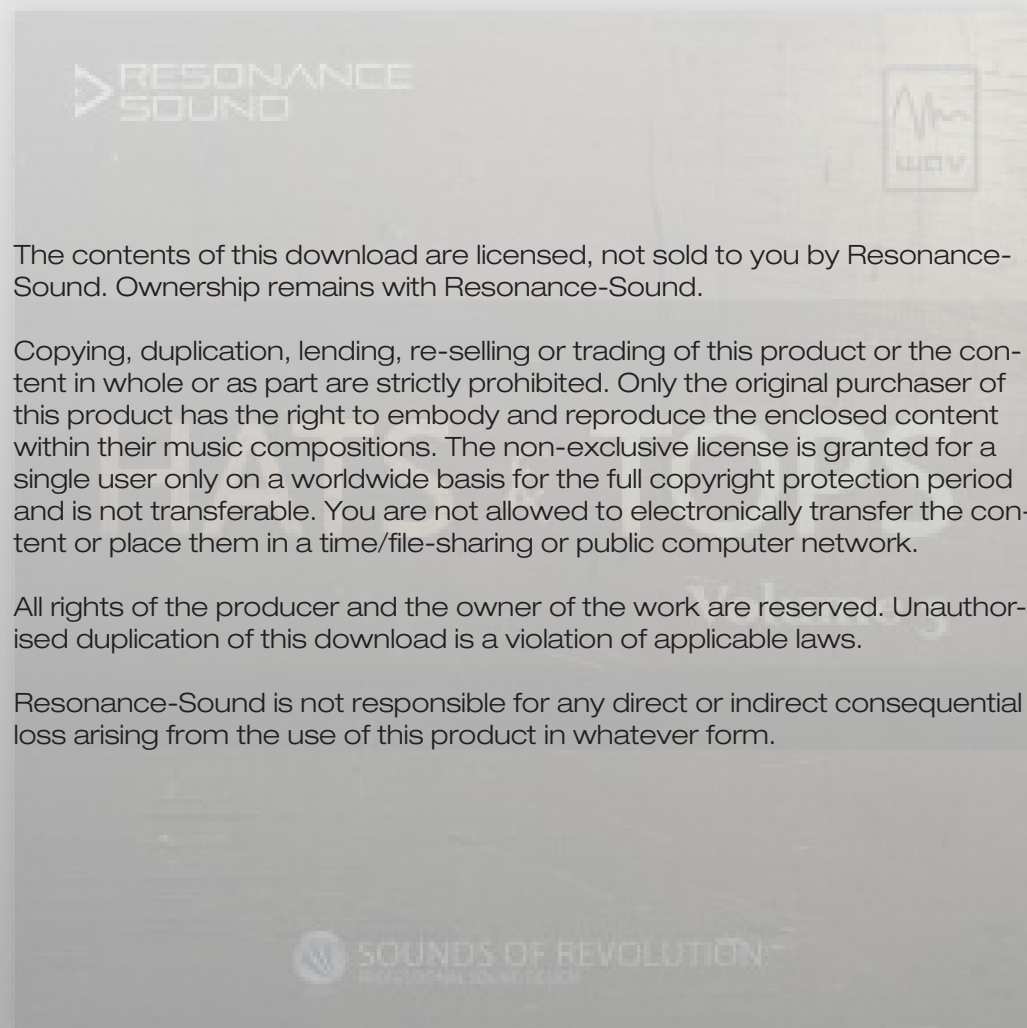 RESONANCE
SOUND
wav
The contents of this download are licensed, not sold to you by Resonance-
Sound. Ownership remains with Resonance-Sound.
Copying, duplication, lending, re-selling or trading of this product or the con-
tent in whole or as part are strictly prohibited. Only the original purchaser of
this product has the right to embody and reproduce the enclosed content
within their music compositions. The non-exclusive license is granted for a
single user only on a worldwide basis for the full copyright protection period
and is not transferable. You are not allowed to electronically transfer the con-
tent or place them in a time/file-sharing or public computer network.
HATS & TOPS
All rights of the producer and the owner of the work are reserved. Unauthor-
ised duplication of this download is a violation of applicable laws.
Volume 3
Resonance-Sound is not responsible for any direct or indirect consequential
loss arising from the use of this product in whatever form.
SOUNDS OF REVOLUTION
PROFESSIONAL SOUND DESIGN